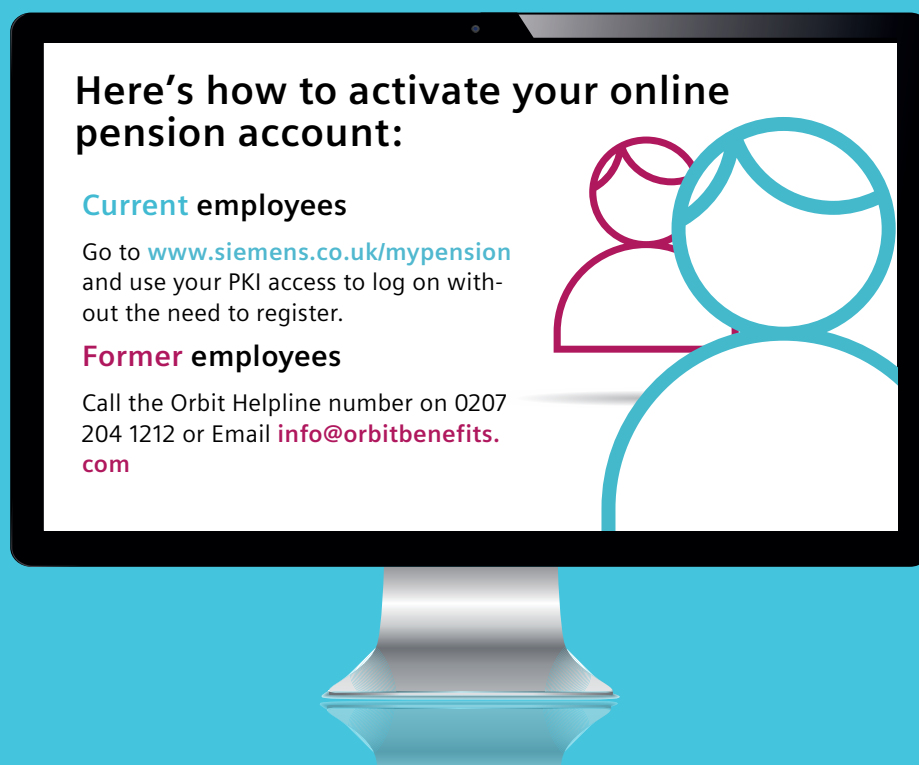 Here’s how to activate your online
pension account:
Current employees
Go to www.siemens.co.uk/mypension
and use your PKI access to log on with-
out the need to register.
Former employees
Call the Orbit Helpline number on 0207
204 1212 or Email info@orbitbenefits.
com